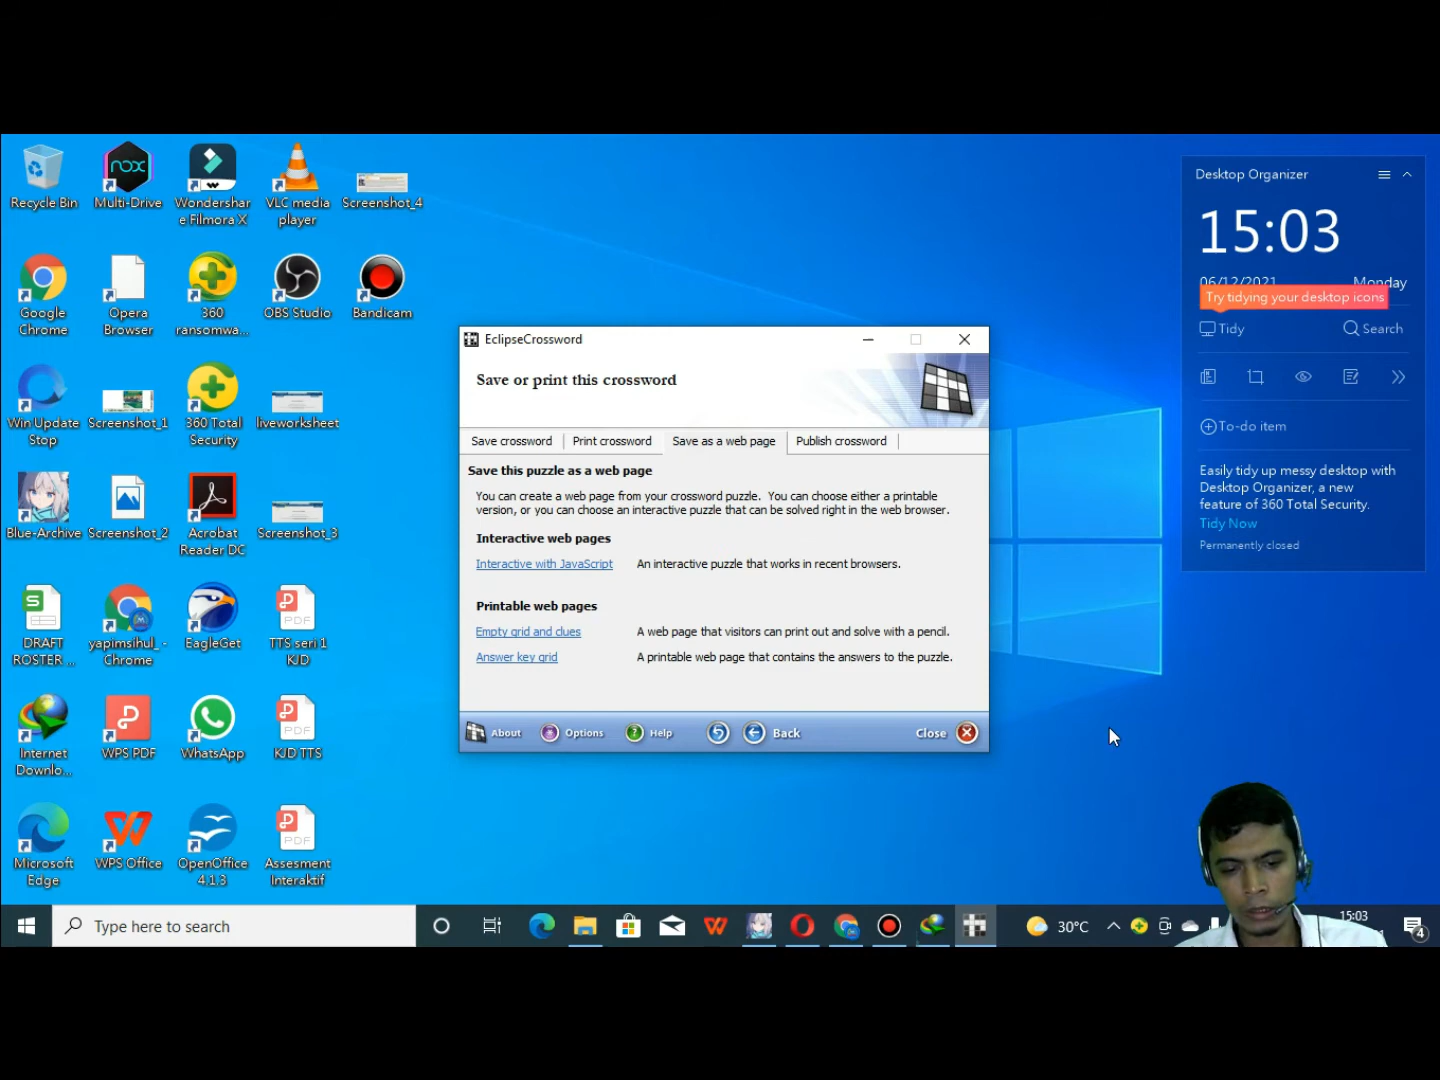 Recycle Bin
Multi-Drive
Wondershar
e Filmora X
VLC media
player
Screenshot_4
Google
Chrome
Opera
Browser
360
ransomwa...
OBS Studio
Bandicam
Win Update
Stop
Screenshot_1
360 Total
Security
liveworksheet
Blue-Archive
Screenshot_2
Acrobat
Reader DC
Screenshot_3
DRAFT
ROSTER ...
yapimsihul_ -
Chrome
EagleGet
TTS seri 1
KJD
Internet
Downlo...
WPS PDF
WhatsApp
KJD TTS
Microsoft
Edge
WPS Office
OpenOffice
4.1.3
Assesment
Interaktif
EclipseCrossword
Save or print this crossword
Save crossword
Print crossword
Save as a web page
Publish crossword
Save this puzzle as a web page
You can create a web page from your crossword puzzle. You can choose either a printable
version, or you can choose an interactive puzzle that can be solved right in the web browser.
Interactive web pages
Interactive with JavaScript
An interactive puzzle that works in recent browsers.
Printable web pages
Empty grid and clues
A web page that visitors can print out and solve with a pencil.
Answer key grid
A printable web page that contains the answers to the puzzle.
About
Options
Help
Back
Close
Desktop Organizer
15:03
06/12/2021
Monday
Try tidying your desktop icons
Tidy
Search
To-do item
Easily tidy up messy desktop with
Desktop Organizer, a new
feature of 360 Total Security.
Tidy Now
Permanently closed
Type here to search
30°C
15:03
4